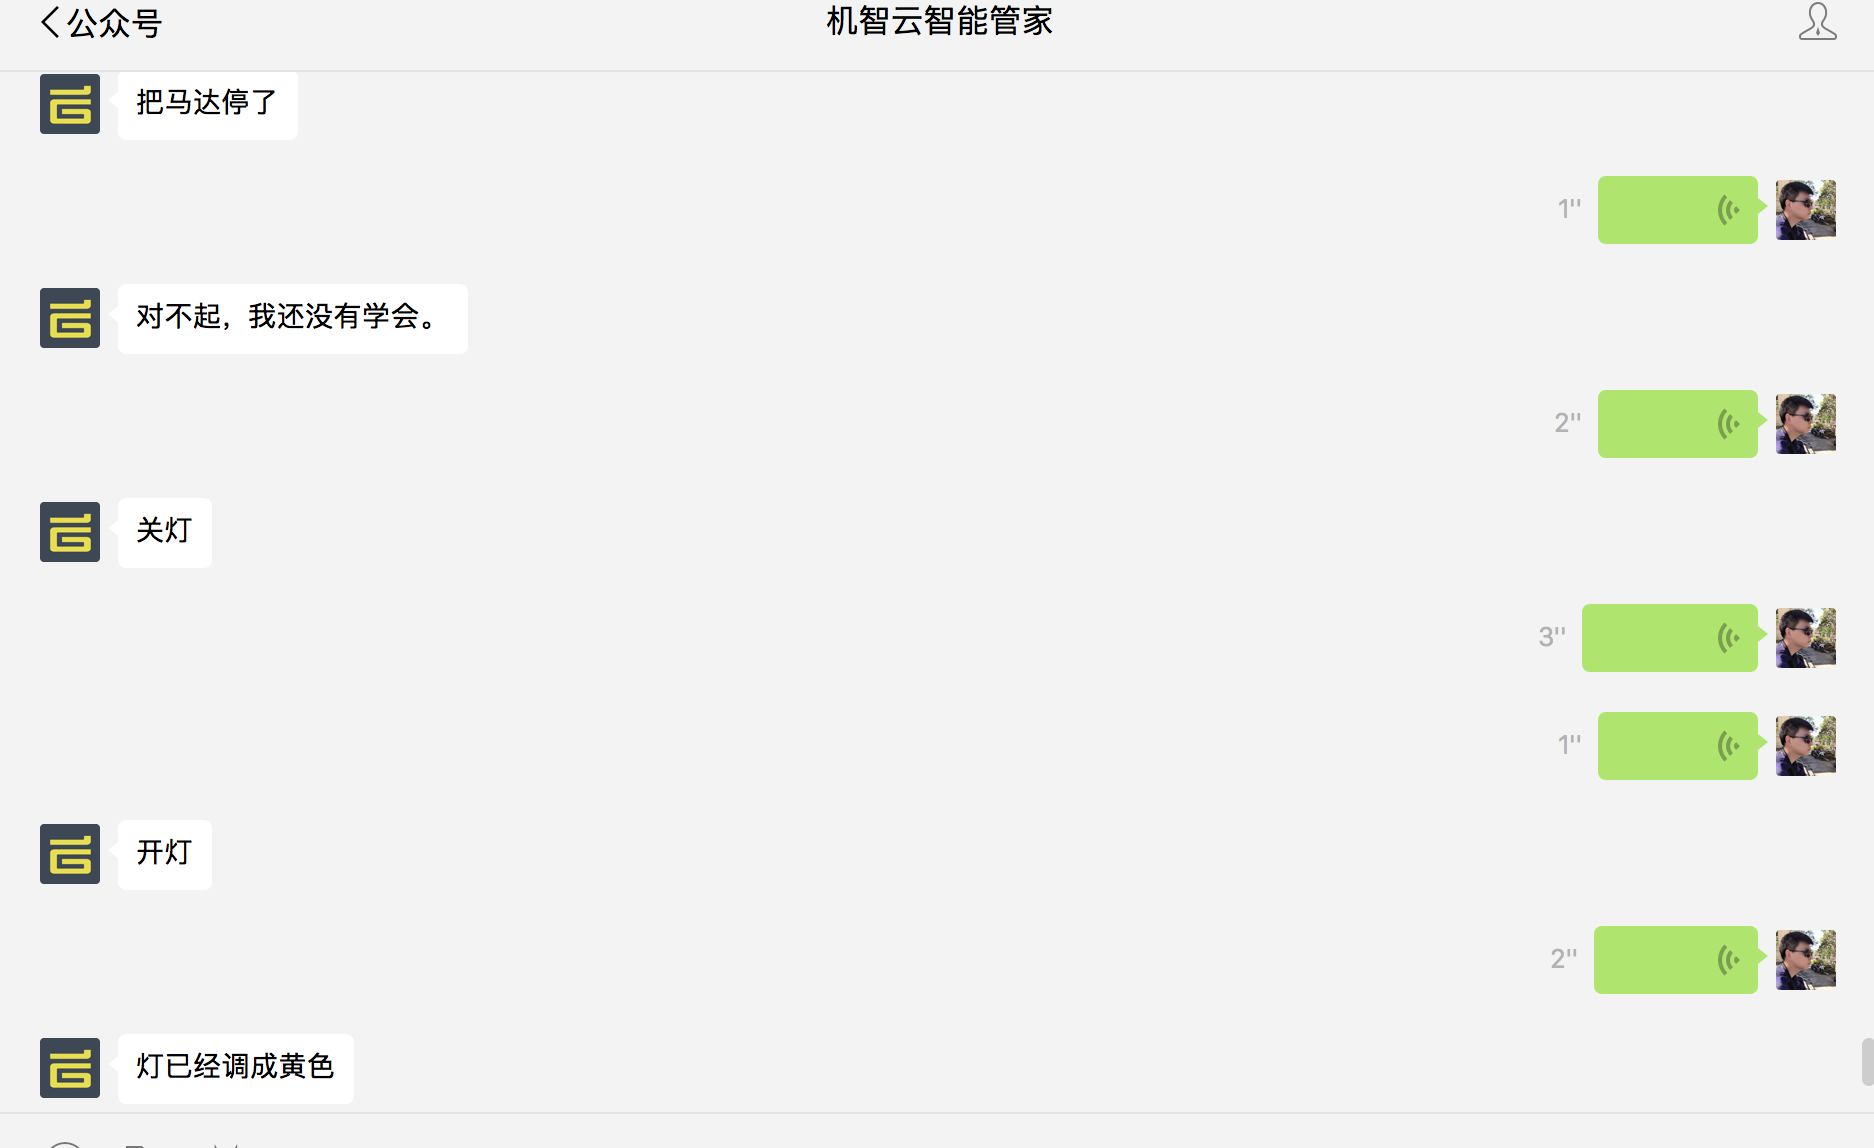 公众号
机智云智能管家
把马达停了
1''
对不起，我还没有学会。
2''
关灯
3''
1''
开灯
2''
灯已经调成黄色